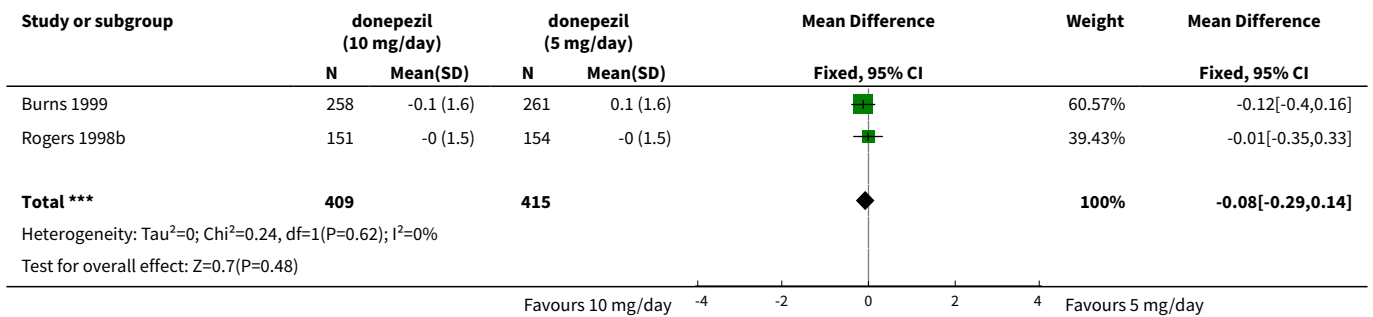 Study or subgroup donepezil (10 mg/day) donepezil (5 mg/day) Mean Difference Weight Mean Difference
N Mean(SD) N Mean(SD) Fixed, 95% CI Fixed, 95% CI
Burns 1999 258 -0.1 (1.6) 261 0.1 (1.6) 60.57% -0.12[-0.4,0.16]
Rogers 1998b 151 -0 (1.5) 154 -0 (1.5) 39.43% -0.01[-0.35,0.33]
Total *** 409 415 100% -0.08[-0.29,0.14]
Heterogeneity: Tau²=0; Chi²=0.24, df=1(P=0.62); I²=0%
Test for overall effect: Z=0.7(P=0.48)
Favours 10 mg/day -4 -2 0 2 4 Favours 5 mg/day